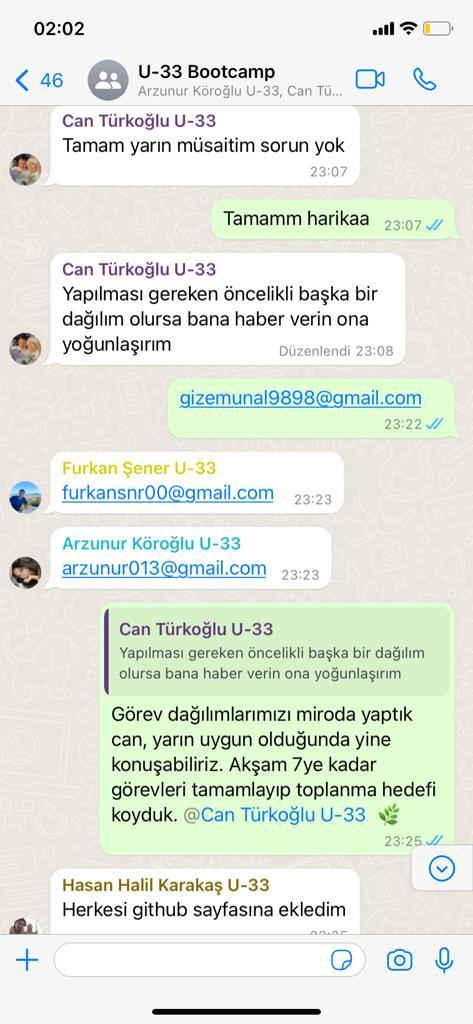 02:02
46
U-33 Bootcamp
Arzunur Köroğlu U-33, Can Tü...
Can Türkoğlu U-33
Tamam yarın müsaitim sorun yok
23:07
Tamamm harikaa
23:07
Can Türkoğlu U-33
Yapılması gereken öncelikli başka bir
dağılım olursa bana haber verin ona
yoğunlaşırım
Düzenlendi 23:08
gizemunal9898@gmail.com
23:22
Furkan Şener U-33
furkansnr00@gmail.com
23:23
Arzunur Köroğlu U-33
arzunur013@gmail.com
23:23
Can Türkoğlu U-33
Yapılması gereken öncelikli başka bir dağılım
olursa bana haber verin ona yoğunlaşırım
Görev dağılımlarımızı miroda yaptık
can, yarın uygun olduğunda yine
konuşabiliriz. Akşam 7ye kadar
görevleri tamamlayıp toplanma hedefi
koyduk. @Can Türkoğlu U-33 🌿
23:25
Hasan Halil Karakaş U-33
Herkesi github sayfasına ekledim